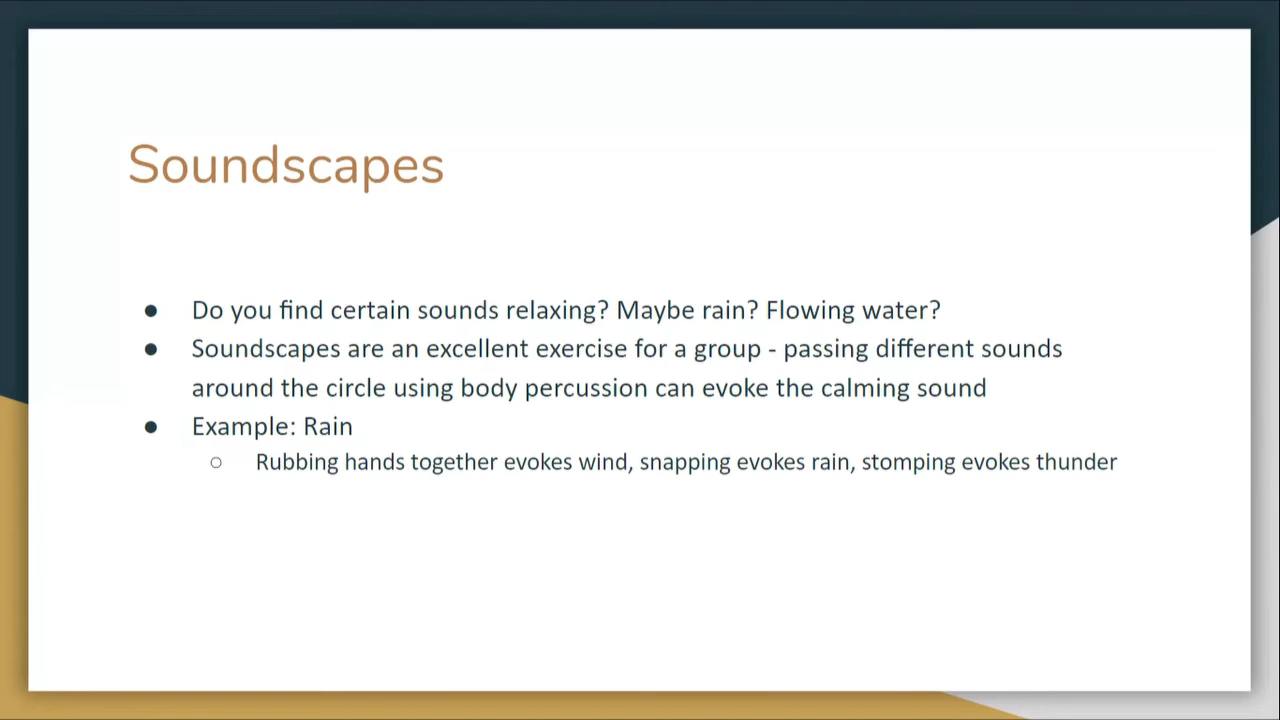 Soundscapes
● Do you find certain sounds relaxing? Maybe rain? Flowing water?
● Soundscapes are an excellent exercise for a group - passing different sounds
around the circle using body percussion can evoke the calming sound
● Example: Rain
○ Rubbing hands together evokes wind, snapping evokes rain, stomping evokes thunder